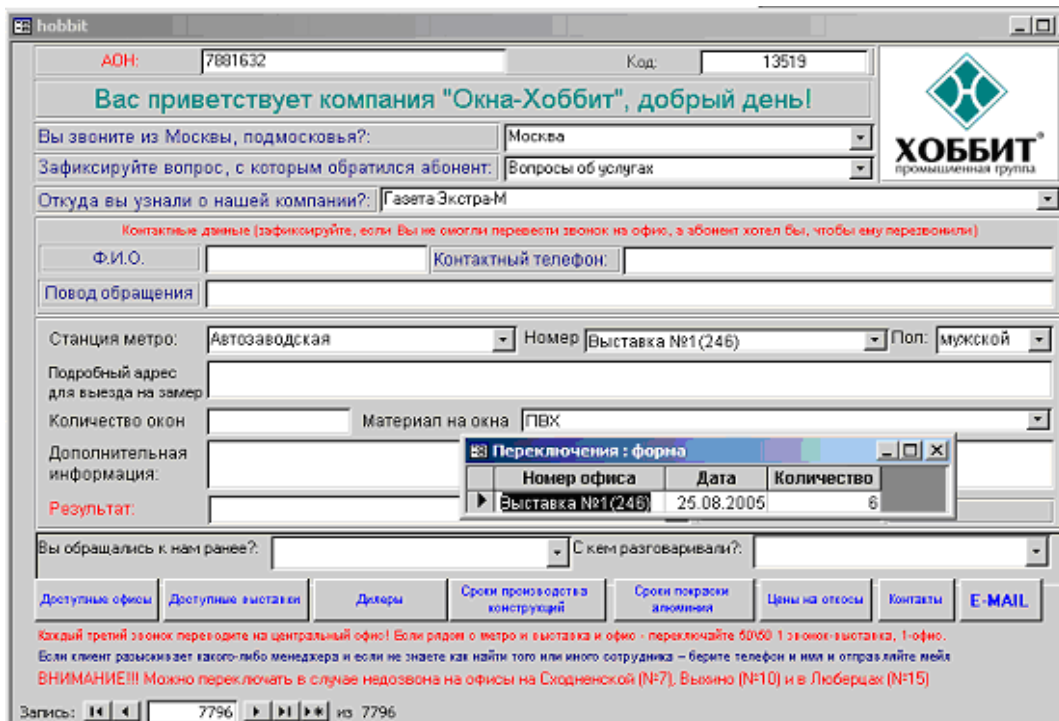 hobbit
АОН: 7881632 Код: 13519
Вас приветствует компания "Окна-Хоббит", добрый день!
ХОББИТ®
промышленная группа
Вы звоните из Москвы, подмосковья?: Москва
Зафиксируйте вопрос, с которым обратился абонент: Вопросы об услугах
Откуда вы узнали о нашей компании?: Газета Экстра-М
Контактные данные (зафиксируйте, если Вы не смогли перевести звонок на офис, а абонент хотел бы, чтобы ему перезвонили)
Ф.И.О. Контактный телефон:
Повод обращения
Станция метро: Автозаводская Номер Выставка №1(246) Пол: мужской
Подробный адрес
для выезда на замер
Количество окон Материал на окна ПВХ
Дополнительная
информация:
Переключения : форма
Номер офиса Дата Количество
Выставка №1(246) 25.08.2005 6
Результат:
Вы обращались к нам ранее?: С кем разговаривали?:
Доступные офисы Доступные выставки Дилеры Сроки производства конструкций Сроки покраски алюминия Цены на откосы Контакты E-MAIL
Каждый третий звонок переводите на центральный офис! Если рядом с метро и выставка и офис - переключайте 50\50 1 звонок-выставка, 1-офис.
Если клиент разыскивает какого-либо менеджера и если не знаете как найти того или иного сотрудника – берите телефон и имя и отправляйте мейл
ВНИМАНИЕ!!! Можно переключать в случае недозвона на офисы на Сходненской (№7), Выхино (№10) и в Люберцах (№15)
Запись: 7796 из 7796